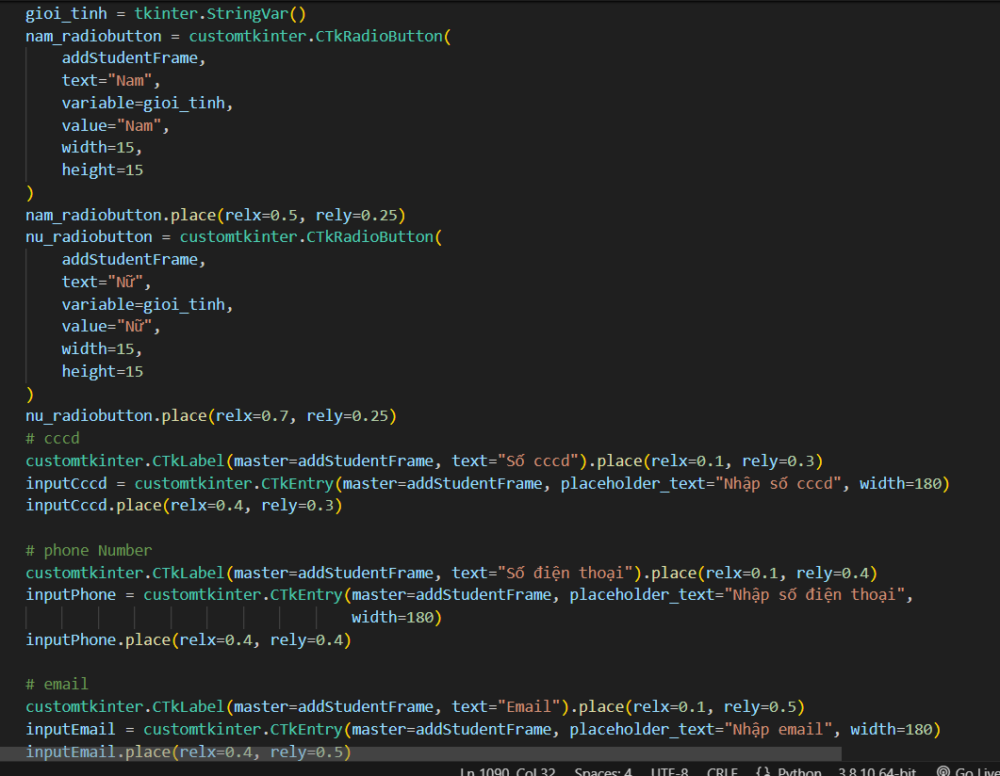 gioi_tinh = tkinter.StringVar()
nam_radiobutton = customtkinter.CTkRadioButton(
    addStudentFrame,
    text="Nam",
    variable=gioi_tinh,
    value="Nam",
    width=15,
    height=15
)
nam_radiobutton.place(relx=0.5, rely=0.25)
nu_radiobutton = customtkinter.CTkRadioButton(
    addStudentFrame,
    text="Nữ",
    variable=gioi_tinh,
    value="Nữ",
    width=15,
    height=15
)
nu_radiobutton.place(relx=0.7, rely=0.25)
# cccd
customtkinter.CTkLabel(master=addStudentFrame, text="Số cccd").place(relx=0.1, rely=0.3)
inputCccd = customtkinter.CTkEntry(master=addStudentFrame, placeholder_text="Nhập số cccd", width=180)
inputCccd.place(relx=0.4, rely=0.3)

# phone Number
customtkinter.CTkLabel(master=addStudentFrame, text="Số điện thoại").place(relx=0.1, rely=0.4)
inputPhone = customtkinter.CTkEntry(master=addStudentFrame, placeholder_text="Nhập số điện thoại",
                                    width=180)
inputPhone.place(relx=0.4, rely=0.4)

# email
customtkinter.CTkLabel(master=addStudentFrame, text="Email").place(relx=0.1, rely=0.5)
inputEmail = customtkinter.CTkEntry(master=addStudentFrame, placeholder_text="Nhập email", width=180)
inputEmail.place(relx=0.4, rely=0.5)
Ln 1090, Col 32 Spaces: 4 UTF-8 CRLF {} Python 3.8.10 64-bit Go Live